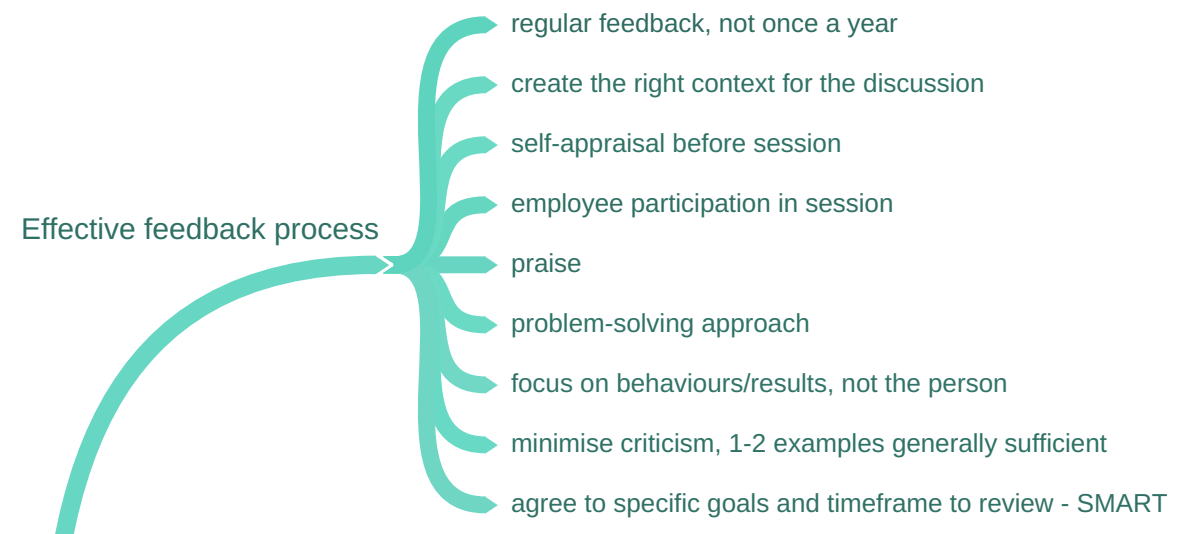 Effective feedback process
regular feedback, not once a year
create the right context for the discussion
self-appraisal before session
employee participation in session
praise
problem-solving approach
focus on behaviours/results, not the person
minimise criticism, 1-2 examples generally sufficient
agree to specific goals and timeframe to review - SMART